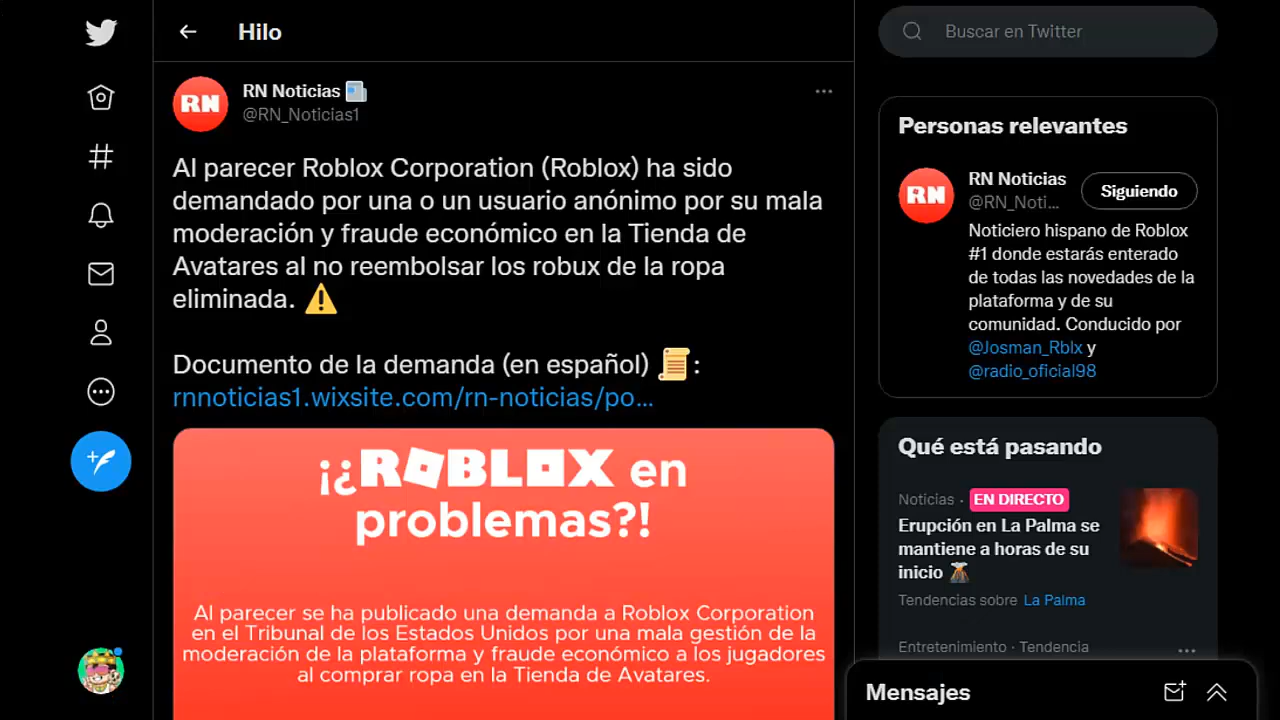 Hilo
Buscar en Twitter
RN
RN Noticias
@RN_Noticias1
Al parecer Roblox Corporation (Roblox) ha sido
demandado por una o un usuario anónimo por su mala
moderación y fraude económico en la Tienda de
Avatares al no reembolsar los robux de la ropa
eliminada. ⚠️
Documento de la demanda (en español) 📜:
rnnoticias1.wixsite.com/rn-noticias/po...
¡¿ROBLOX en
problemas?!
Al parecer se ha publicado una demanda a Roblox Corporation
en el Tribunal de los Estados Unidos por una mala gestión de la
moderación de la plataforma y fraude económico a los jugadores
al comprar ropa en la Tienda de Avatares.
Personas relevantes
RN
RN Noticias
@RN_Noti...
Siguiendo
Noticiero hispano de Roblox
#1 donde estarás enterado
de todas las novedades de la
plataforma y de su
comunidad. Conducido por
@Josman_Rblx y
@radio_oficial98
Qué está pasando
Noticias · EN DIRECTO
Erupción en La Palma se
mantiene a horas de su
inicio 🌋
Tendencias sobre La Palma
Entretenimiento · Tendencia
Mensajes